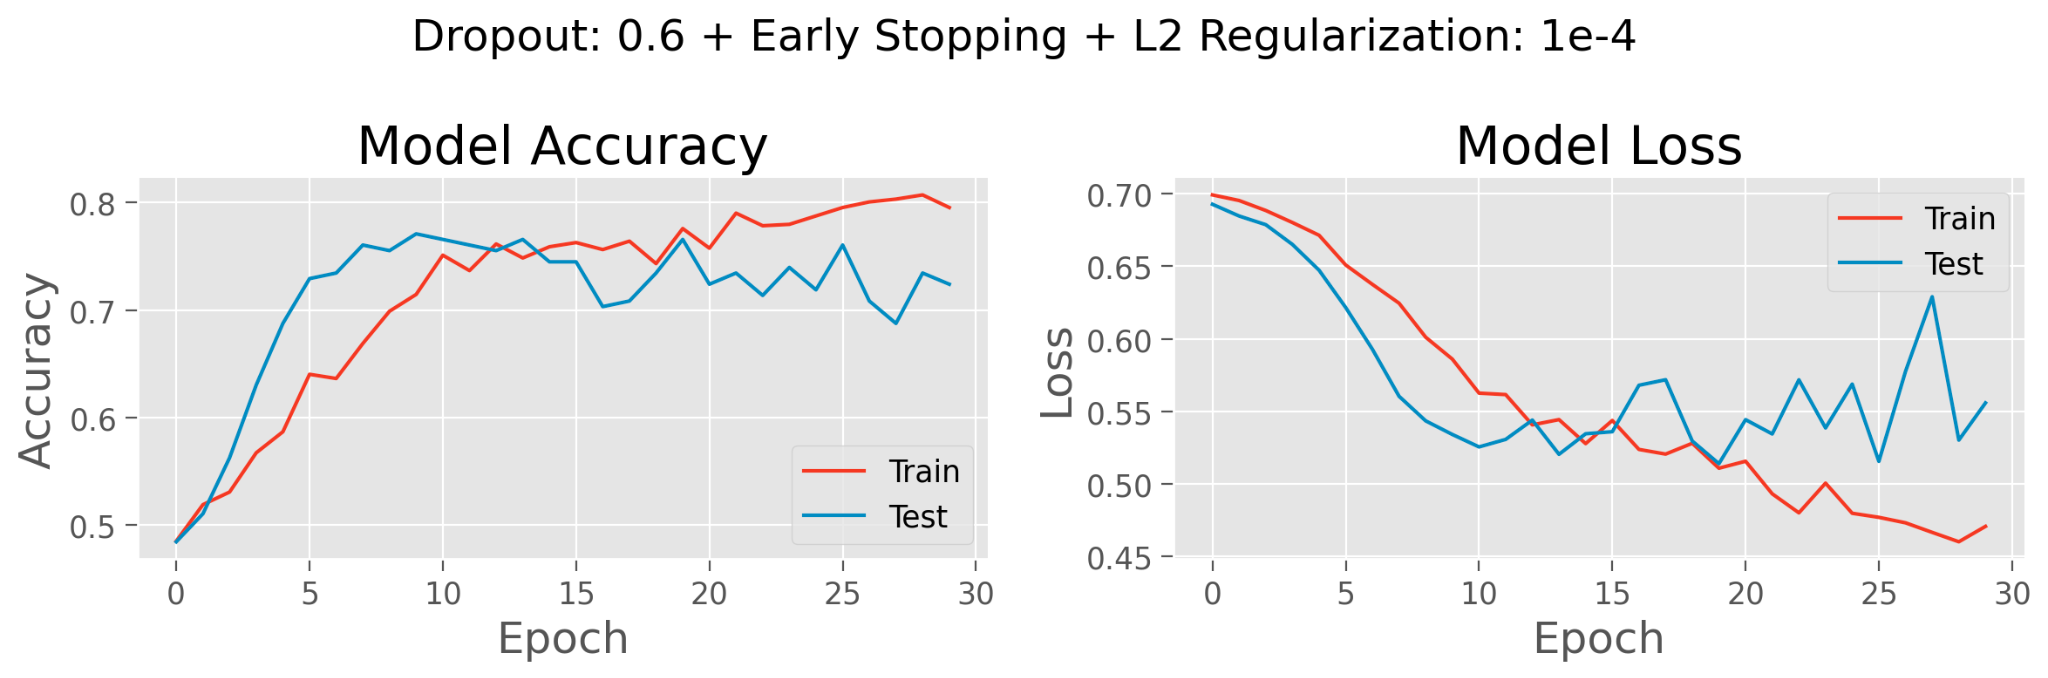 Dropout: 0.6 + Early Stopping + L2 Regularization: 1e-4
Model Accuracy
0.8
0.7
0.6
0.5
Accuracy
Train
Test
0 5 10 15 20 25 30
Epoch
Model Loss
0.70
0.65
0.60
0.55
0.50
0.45
Loss
Train
Test
0 5 10 15 20 25 30
Epoch